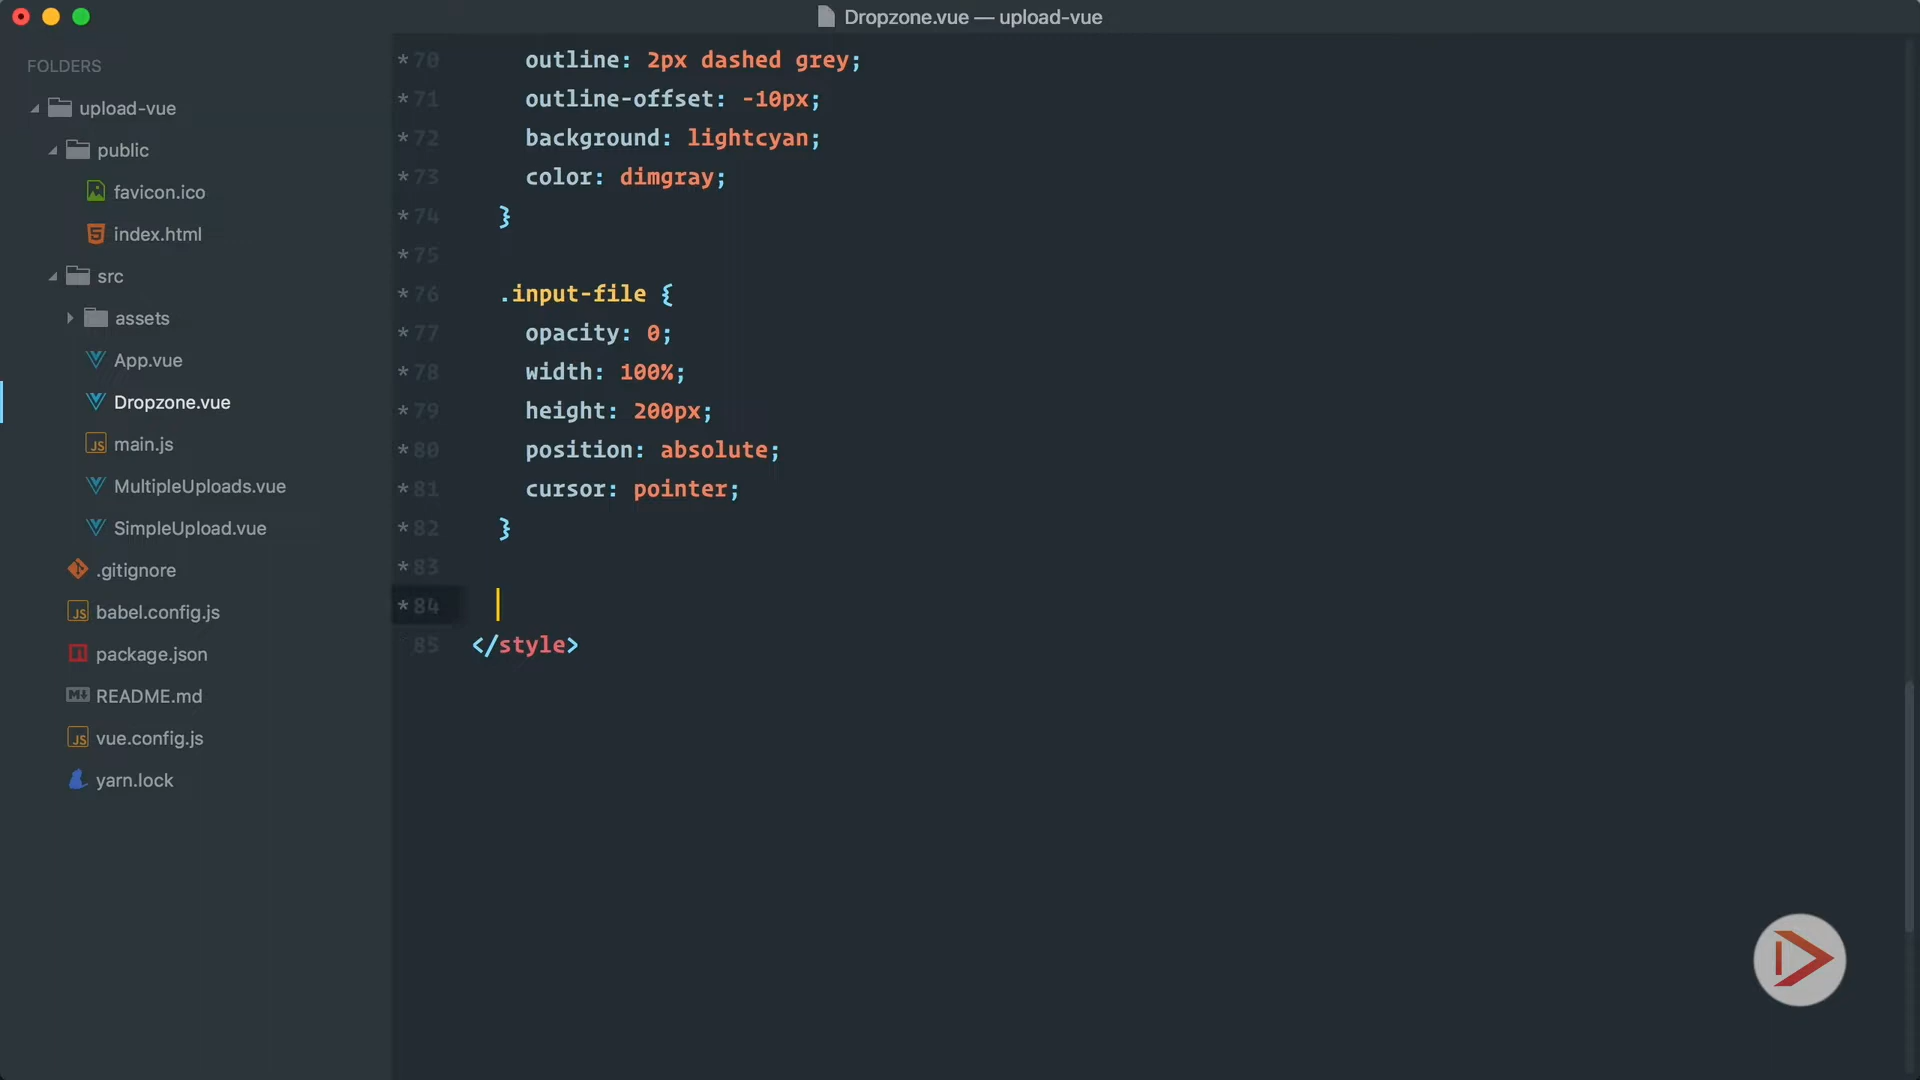 Dropzone.vue — upload-vue
FOLDERS
upload-vue
public
favicon.ico
index.html
src
assets
App.vue
Dropzone.vue
main.js
MultipleUploads.vue
SimpleUpload.vue
.gitignore
babel.config.js
package.json
README.md
vue.config.js
yarn.lock
*70 outline: 2px dashed grey;
*71 outline-offset: -10px;
*72 background: lightcyan;
*73 color: dimgray;
*74 }
*75
*76 .input-file {
*77 opacity: 0;
*78 width: 100%;
*79 height: 200px;
*80 position: absolute;
*81 cursor: pointer;
*82 }
*83
*84
85 </style>